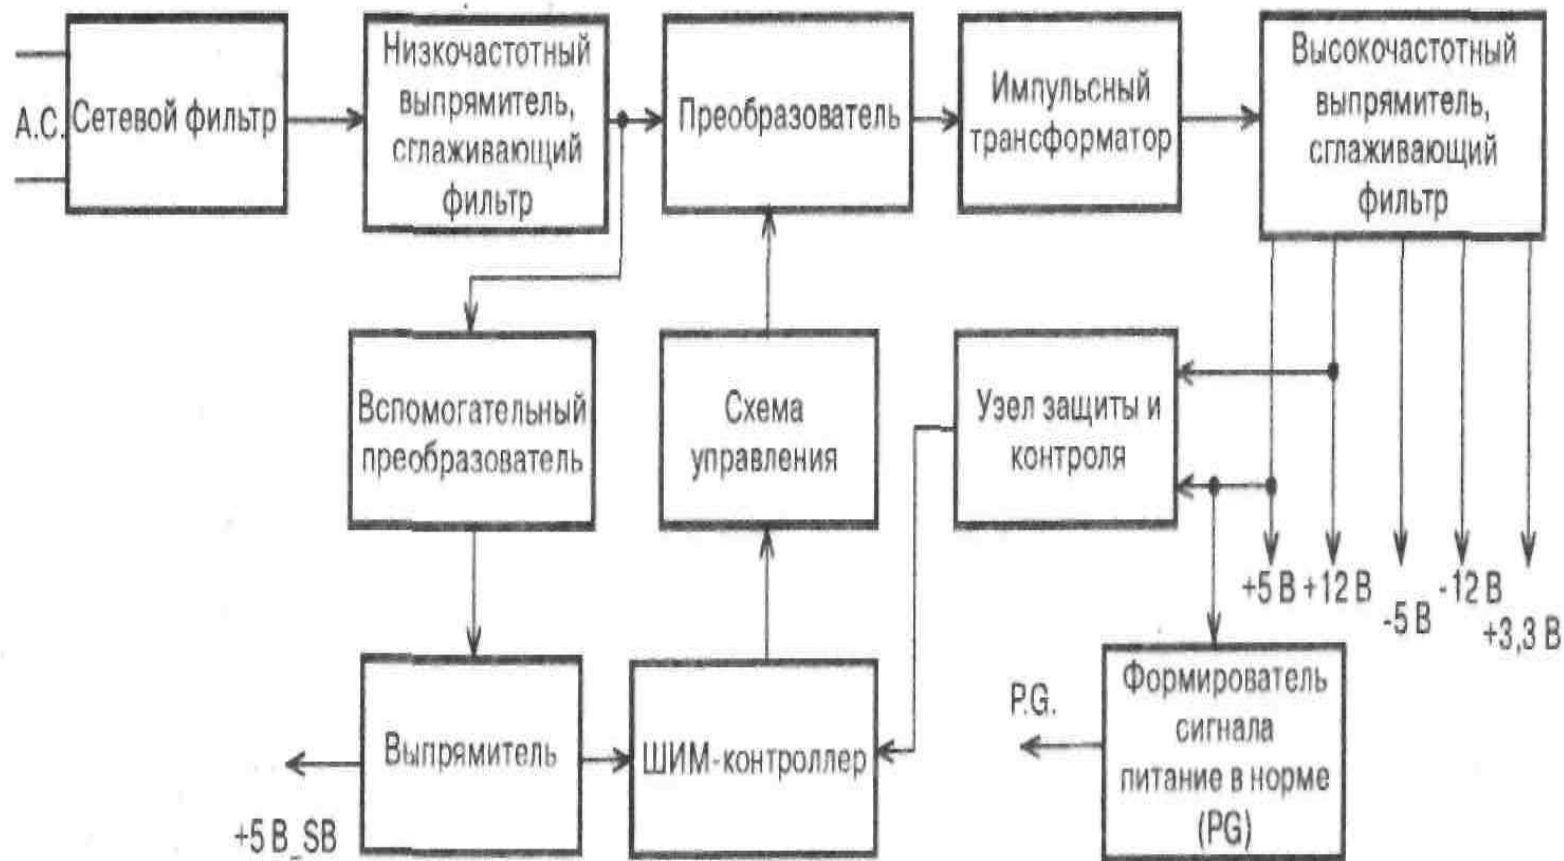 А.С.
Сетевой фильтр
Низкочастотный
выпрямитель,
сглаживающий
фильтр
Преобразователь
Импульсный
трансформатор
Высокочастотный
выпрямитель,
сглаживающий
фильтр
Вспомогательный
преобразователь
Схема
управления
Узел защиты и
контроля
+5 В
+12 В
-5 В
-12 В
+3,3 В
Выпрямитель
+5 В_SB
ШИМ-контроллер
P.G.
Формирователь
сигнала
питание в норме
(PG)